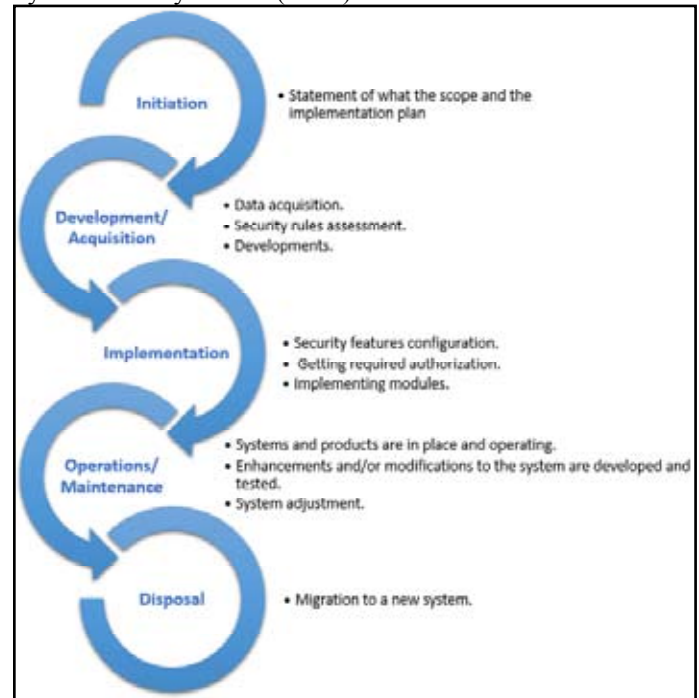 Initiation
• Statement of what the scope and the
implementation plan
Development/
Acquisition
• Data acquisition.
• Security rules assessment.
• Developments.
Implementation
• Security features configuration.
• Getting required authorization.
• Implementing modules.
Operations/
Maintenance
• Systems and products are in place and operating.
• Enhancements and/or modifications to the system are developed and
tested.
• System adjustment.
Disposal
• Migration to a new system.